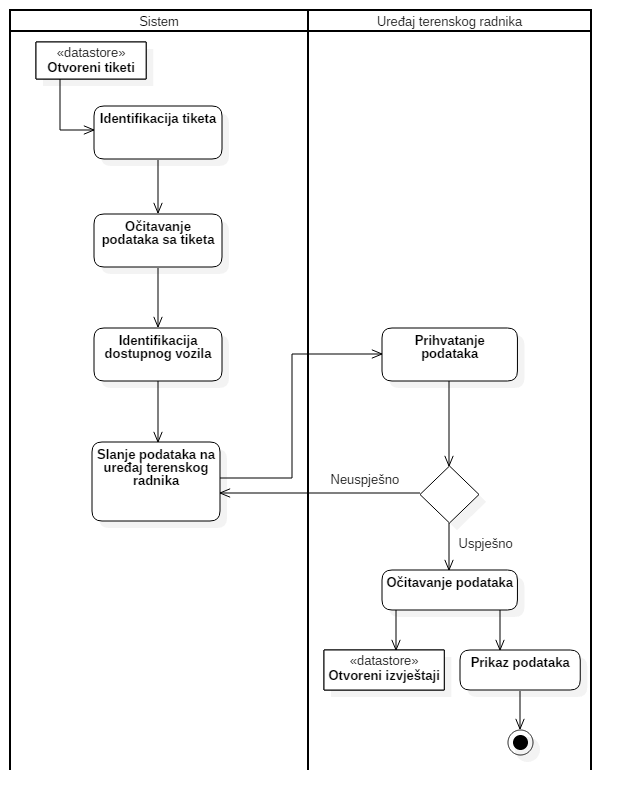 Sistem
Uređaj terenskog radnika
«datastore»
Otvoreni tiketi
Identifikacija tiketa
Očitavanje
podataka sa tiketa
Identifikacija
dostupnog vozila
Prihvatanje
podataka
Slanje podataka na
uređaj terenskog
radnika
Neuspješno
Uspješno
Očitavanje podataka
«datastore»
Otvoreni izvještaji
Prikaz podataka